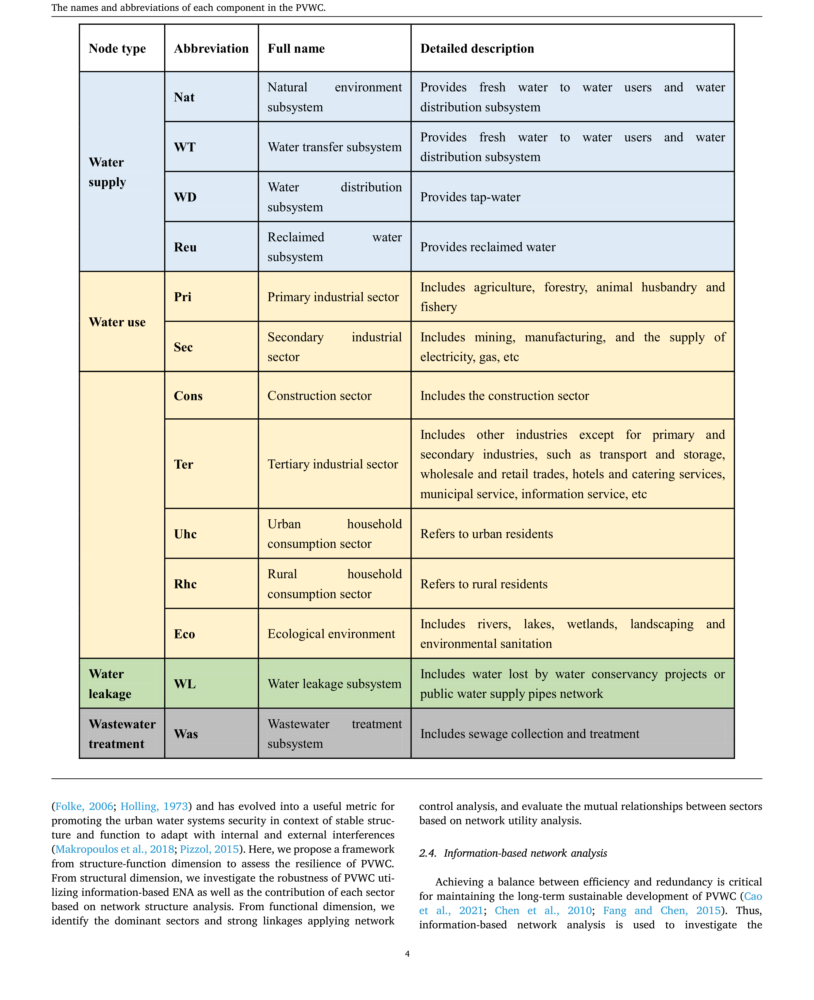 The names and abbreviations of each component in the PVWC.
Node type
Abbreviation
Full name
Detailed description
Water
supply
Nat
Natural environment
subsystem
Provides fresh water to water users and water
distribution subsystem
WT
Water transfer subsystem
Provides fresh water to water users and water
distribution subsystem
WD
Water distribution
subsystem
Provides tap-water
Reu
Reclaimed water
subsystem
Provides reclaimed water
Water use
Pri
Primary industrial sector
Includes agriculture, forestry, animal husbandry and
fishery
Sec
Secondary industrial
sector
Includes mining, manufacturing, and the supply of
electricity, gas, etc
Cons
Construction sector
Includes the construction sector
Ter
Tertiary industrial sector
Includes other industries except for primary and
secondary industries, such as transport and storage,
wholesale and retail trades, hotels and catering services,
municipal service, information service, etc
Uhc
Urban household
consumption sector
Refers to urban residents
Rhc
Rural household
consumption sector
Refers to rural residents
Eco
Ecological environment
Includes rivers, lakes, wetlands, landscaping and
environmental sanitation
Water
leakage
WL
Water leakage subsystem
Includes water lost by water conservancy projects or
public water supply pipes network
Wastewater
treatment
Was
Wastewater treatment
subsystem
Includes sewage collection and treatment
(Folke, 2006; Holling, 1973) and has evolved into a useful metric for
promoting the urban water systems security in context of stable struc-
ture and function to adapt with internal and external interferences
(Makropoulos et al., 2018; Pizzol, 2015). Here, we propose a framework
from structure-function dimension to assess the resilience of PVWC.
From structural dimension, we investigate the robustness of PVWC uti-
lizing information-based ENA as well as the contribution of each sector
based on network structure analysis. From functional dimension, we
identify the dominant sectors and strong linkages applying network
control analysis, and evaluate the mutual relationships between sectors
based on network utility analysis.
2.4. Information-based network analysis
Achieving a balance between efficiency and redundancy is critical
for maintaining the long-term sustainable development of PVWC (Cao
et al., 2021; Chen et al., 2010; Fang and Chen, 2015). Thus,
information-based network analysis is used to investigate the
4